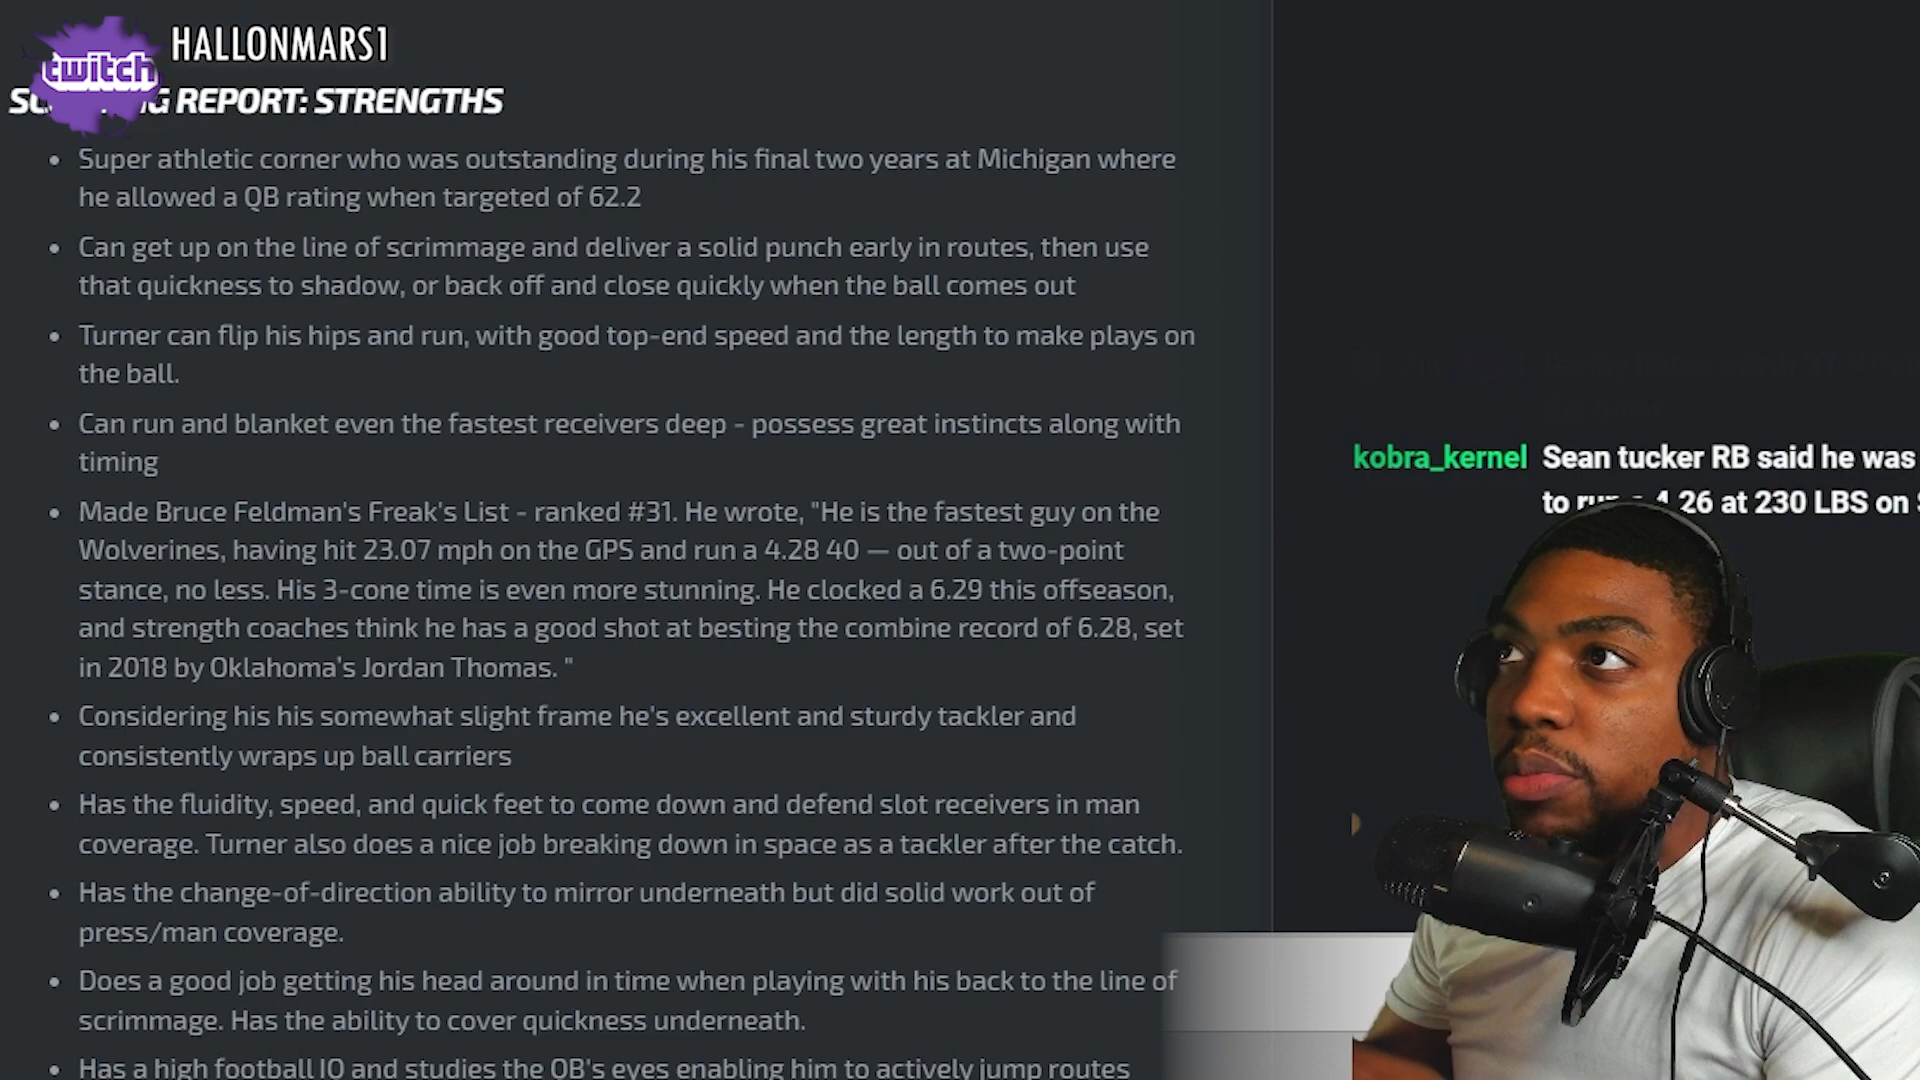 twitch
HALLONMARS1
REPORT: STRENGTHS
Super athletic corner who was outstanding during his final two years at Michigan where
he allowed a QB rating when targeted of 62.2
Can get up on the line of scrimmage and deliver a solid punch early in routes, then use
that quickness to shadow, or back off and close quickly when the ball comes out
Turner can flip his hips and run, with good top-end speed and the length to make plays on
the ball.
Can run and blanket even the fastest receivers deep - possess great instincts along with
timing
Made Bruce Feldman's Freak's List - ranked #31. He wrote, "He is the fastest guy on the
Wolverines, having hit 23.07 mph on the GPS and run a 4.28 40 — out of a two-point
stance, no less. His 3-cone time is even more stunning. He clocked a 6.29 this offseason,
and strength coaches think he has a good shot at besting the combine record of 6.28, set
in 2018 by Oklahoma's Jordan Thomas. "
Considering his his somewhat slight frame he's excellent and sturdy tackler and
consistently wraps up ball carriers
Has the fluidity, speed, and quick feet to come down and defend slot receivers in man
coverage. Turner also does a nice job breaking down in space as a tackler after the catch.
Has the change-of-direction ability to mirror underneath but did solid work out of
press/man coverage.
Does a good job getting his head around in time when playing with his back to the line of
scrimmage. Has the ability to cover quickness underneath.
Has a high football IQ and studies the QB's eyes enabling him to actively jump routes
kobra_kernel Sean tucker RB said he was
to 26 at 230 LBS on